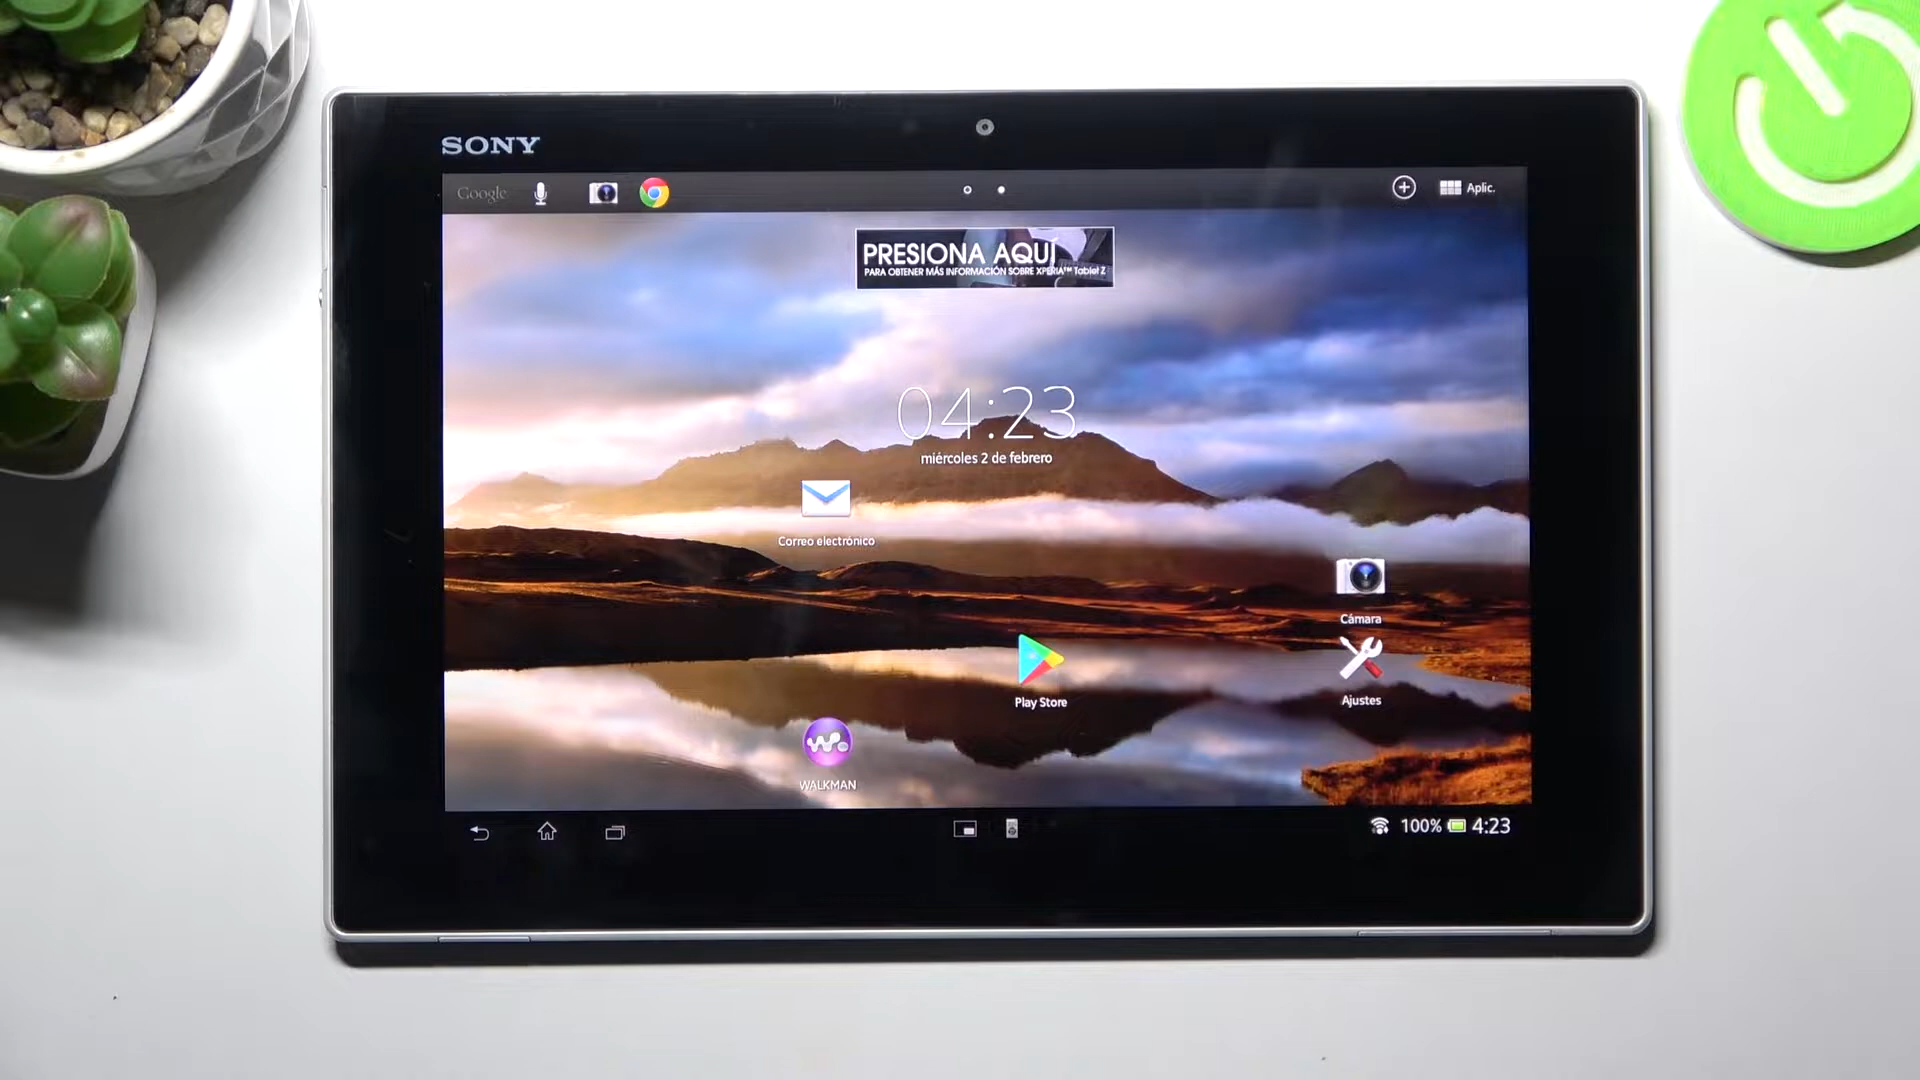 SONY
Google
Aplic.
PRESIONA AQUÍ
PARA OBTENER MÁS INFORMACIÓN SOBRE XPERIA™ Tablet Z
04:23
miércoles 2 de febrero
Correo electrónico
Cámara
Play Store
Ajustes
WALKMAN
100% 4:23